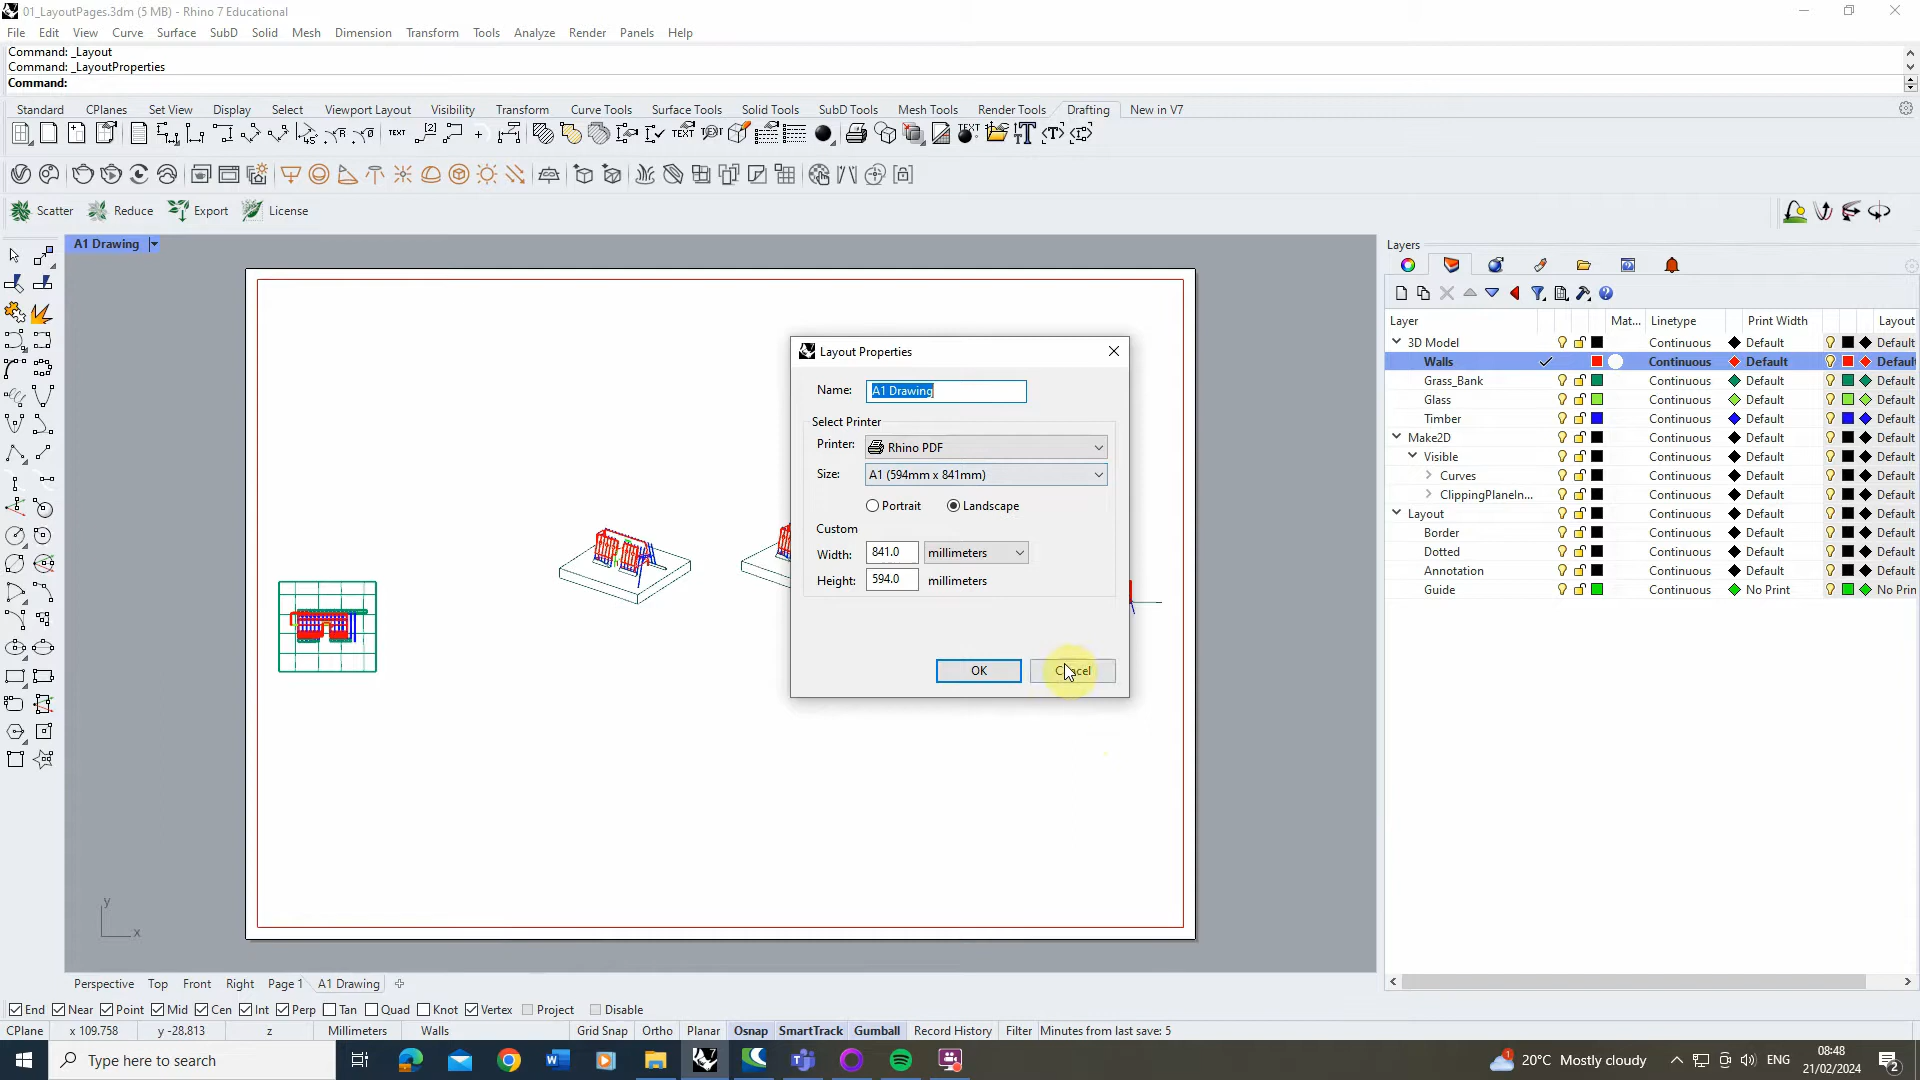 01_LayoutPages.3dm (5 MB) - Rhino 7 Educational
File Edit View Curve Surface SubD Solid Mesh Dimension Transform Tools Analyze Render Panels Help
Command: _Layout
Command: _LayoutProperties
Command:
Standard CPlanes Set View Display Select Viewport Layout Visibility Transform Curve Tools Surface Tools Solid Tools SubD Tools Mesh Tools Render Tools Drafting New in V7
Scatter Reduce Export License
A1 Drawing
Layout Properties
Name: A1 Drawing
Select Printer
Printer: Rhino PDF
Size: A1 (594mm x 841mm)
Portrait Landscape
Custom
Width: 841.0 millimeters
Height: 594.0 millimeters
OK Cancel
y
x
Layers
Layer Mat... Linetype Print Width Layout
3D Model Continuous Default Default
Walls Continuous Default Defaul
Grass_Bank Continuous Default Default
Glass Continuous Default Default
Timber Continuous Default Default
Make2D Continuous Default Default
Visible Continuous Default Default
Curves Continuous Default Default
ClippingPlaneIn... Continuous Default Default
Layout Continuous Default Default
Border Continuous Default Default
Dotted Continuous Default Default
Annotation Continuous Default Default
Guide Continuous No Print No Prin
Perspective Top Front Right Page 1 A1 Drawing
End Near Point Mid Cen Int Perp Tan Quad Knot Vertex Project Disable
CPlane x 109.758 y -28.813 z Millimeters Walls Grid Snap Ortho Planar Osnap SmartTrack Gumball Record History Filter Minutes from last save: 5
Type here to search
20°C Mostly cloudy ENG
08:48
21/02/2024